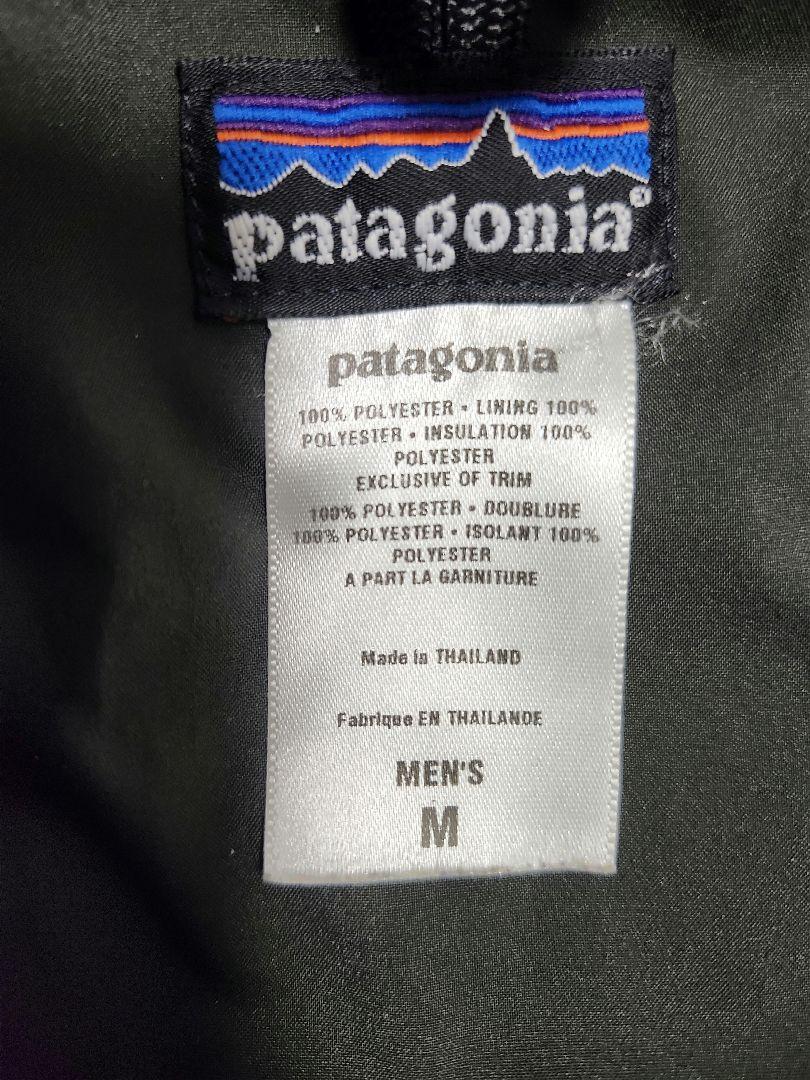 patagonia®
patagonia
100% POLYESTER • LINING 100%
POLYESTER • INSULATION 100%
POLYESTER
EXCLUSIVE OF TRIM
100% POLYESTER • DOUBLURE
100% POLYESTER • ISOLANT 100%
POLYESTER
A PART LA GARNITURE
Made in THAILAND
Fabrique EN THAILANDE
MEN'S
M